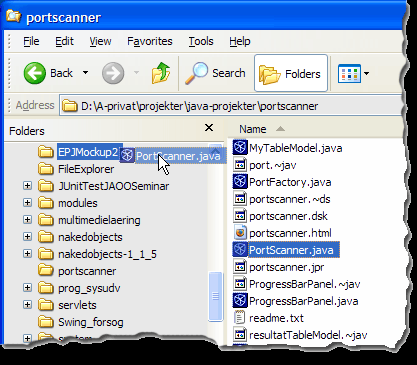 portscanner
File Edit View Favorites Tools Help
Back Search Folders
Address D:\A-privat\projekter\java-projekter\portscanner
Folders
EPJMockup2
PortScanner.java
FileExplorer
JUnitTestJAOOSeminar
modules
multimedielaering
nakedobjects
nakedobjects-1_1_5
portscanner
prog_sysudv
servlets
Swing_forsog
Name
MyTableModel.java
port.~jav
PortFactory.java
portscanner.~ds
portscanner.dsk
portscanner.html
PortScanner.java
portscanner.jpr
ProgressBarPanel.~jav
ProgressBarPanel.java
readme.txt
resultatTableModel.~jav